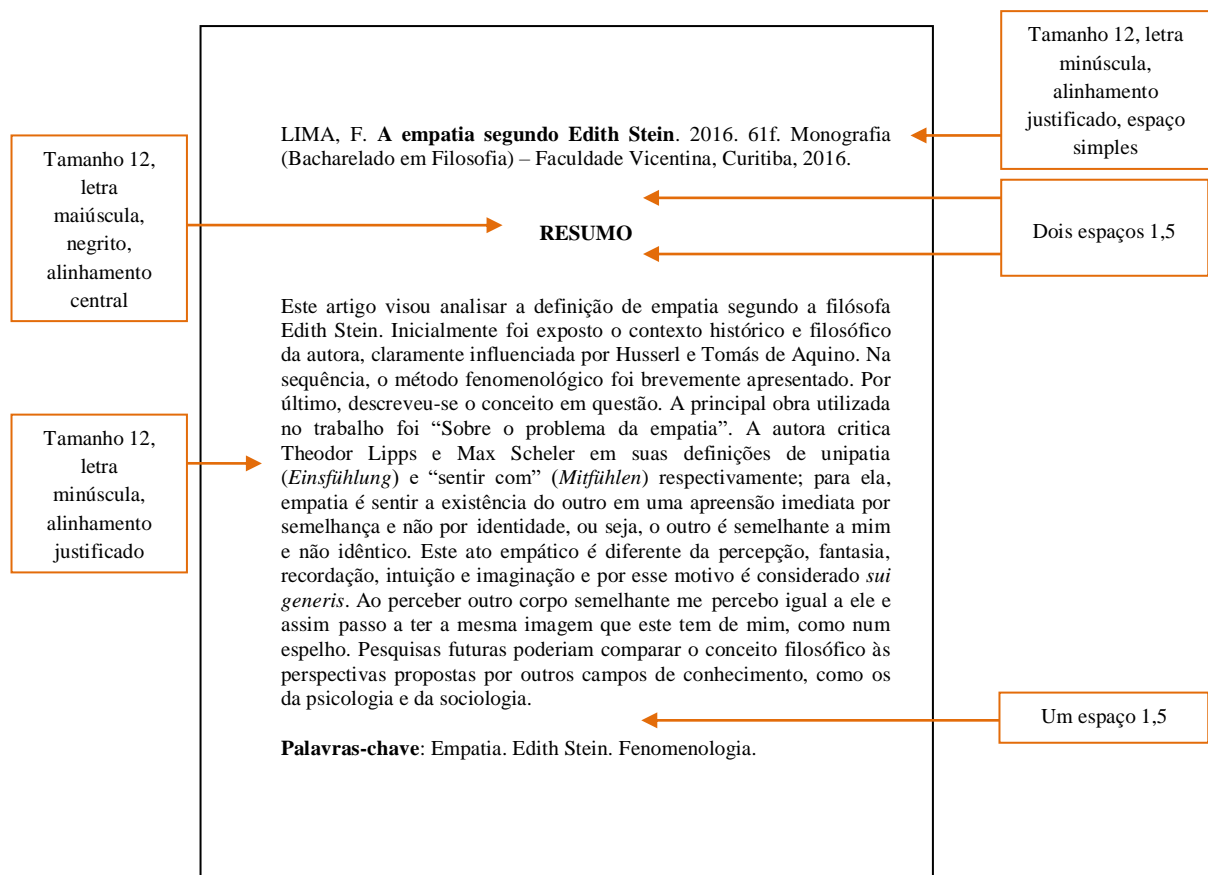 Tamanho 12, letra
minúscula,
alinhamento
justificado, espaço
simples
LIMA, F. A empatia segundo Edith Stein. 2016. 61f. Monografia
(Bacharelado em Filosofia) – Faculdade Vicentina, Curitiba, 2016.
Tamanho 12,
letra
maiúscula,
negrito,
alinhamento
central
Dois espaços 1,5
RESUMO
Este artigo visou analisar a definição de empatia segundo a filósofa
Edith Stein. Inicialmente foi exposto o contexto histórico e filosófico
da autora, claramente influenciada por Husserl e Tomás de Aquino. Na
sequência, o método fenomenológico foi brevemente apresentado. Por
último, descreveu-se o conceito em questão. A principal obra utilizada
no trabalho foi “Sobre o problema da empatia”. A autora critica
Theodor Lipps e Max Scheler em suas definições de unipatia
(Einsfühlung) e “sentir com” (Mitfühlen) respectivamente; para ela,
empatia é sentir a existência do outro em uma apreensão imediata por
semelhança e não por identidade, ou seja, o outro é semelhante a mim
e não idêntico. Este ato empático é diferente da percepção, fantasia,
recordação, intuição e imaginação e por esse motivo é considerado sui
generis. Ao perceber outro corpo semelhante me percebo igual a ele e
assim passo a ter a mesma imagem que este tem de mim, como num
espelho. Pesquisas futuras poderiam comparar o conceito filosófico às
perspectivas propostas por outros campos de conhecimento, como os
da psicologia e da sociologia.
Tamanho 12,
letra
minúscula,
alinhamento
justificado
Um espaço 1,5
Palavras-chave: Empatia. Edith Stein. Fenomenologia.